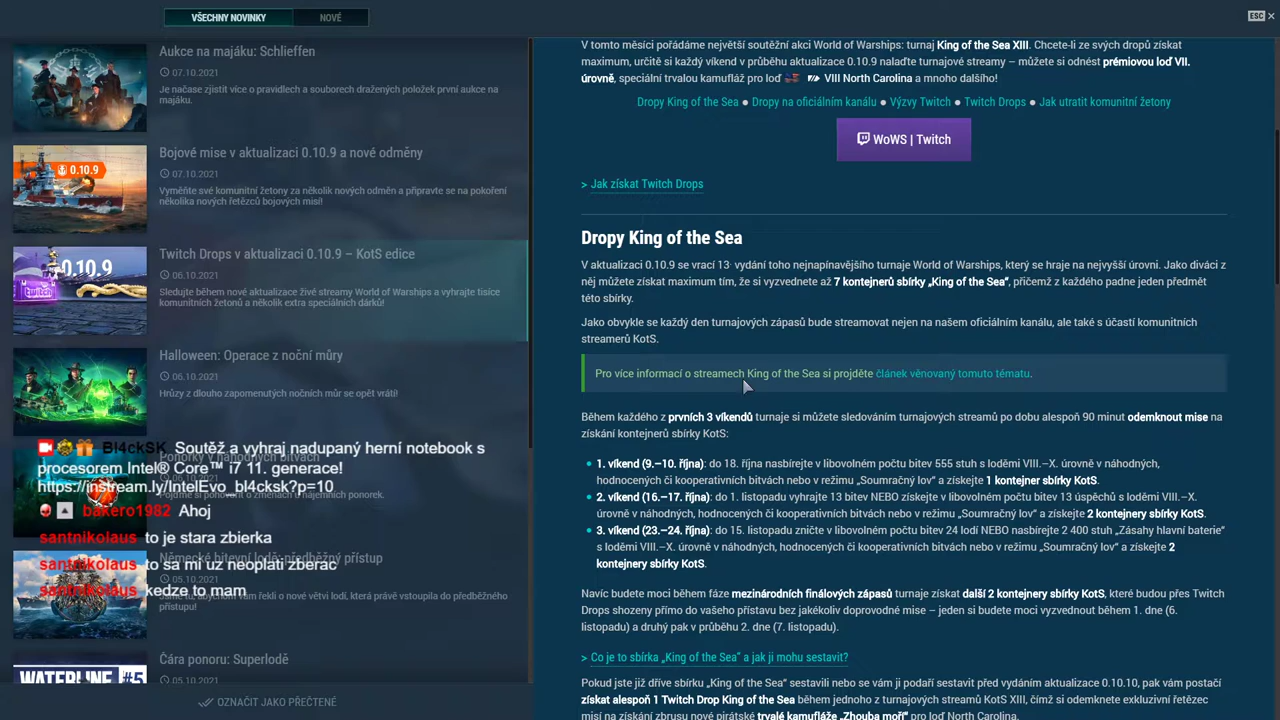 VŠECHNY NOVINKY
NOVÉ
ESC ×
Aukce na majáku: Schlieffen
07.10.2021
Je načase zjistit více o pravidlech a souborech dražených položek první aukce na
majáku.
0.10.9
Bojové mise v aktualizaci 0.10.9 a nové odměny
07.10.2021
Vyměňte své komunitní žetony za několik nových odměn a připravte se na pokoření
několika nových řetězců bojových misí!
0.10.9
Twitch Drops v aktualizaci 0.10.9 – KotS edice
06.10.2021
Sledujte během nové aktualizace živé streamy World of Warships a vyhrajte tisíce
komunitních žetonů a několik extra speciálních dárků!
Halloween: Operace z noční můry
06.10.2021
Hrůzy z dlouho zapomenutých nočních můr se opět vrátí!
Bl4ckSK Soutěž a vyhraj nadupaný herní notebook s
procesorem Intel® Core™ i7 11. generace!
https://instream.ly/IntelEvo_bl4cksk?p=10
Ponorky v náhodných bitvách
Pojďme si pohovořit o změnách u nájemních ponorek.
bakero1982 Ahoj
santnikolaus to je stara zbierka
Německé bitevní lodě: předběžný přístup
santnikolaus to sa mi uz neoplati zberac
05.10.2021
santnikolaus kedze to mam
Jsme tu, abychom vám řekli o nové větvi lodí, která právě vstupuje do předběžného
přístupu!
WATERLINE #5
Čára ponoru: Superlodě
05.10.2021
OZNAČIT JAKO PŘEČTENÉ
V tomto měsíci pořádáme největší soutěžní akci World of Warships: turnaj King of the Sea XIII. Chcete-li ze svých dropů získat
maximum, určitě si každý víkend v průběhu aktualizace 0.10.9 nalaďte turnajové streamy – můžete si odnést prémiovou loď VII.
úrovně, speciální trvalou kamufláž pro loď VIII North Carolina a mnoho dalšího!
Dropy King of the Sea ● Dropy na oficiálním kanálu ● Výzvy Twitch ● Twitch Drops ● Jak utratit komunitní žetony
WoWS | Twitch
> Jak získat Twitch Drops
Dropy King of the Sea
V aktualizaci 0.10.9 se vrací 13. vydání toho nejnapínavějšího turnaje World of Warships, který se hraje na nejvyšší úrovni. Jako diváci z
něj můžete získat maximum tím, že si vyzvednete až 7 kontejnerů sbírky „King of the Sea“, přičemž z každého padne jeden předmět
této sbírky.
Jako obvykle se každý den turnajových zápasů bude streamovat nejen na našem oficiálním kanálu, ale také s účastí komunitních
streamerů KotS.
Pro více informací o streamech King of the Sea si projděte článek věnovaný tomuto tématu.
Během každého z prvních 3 víkendů turnaje si můžete sledováním turnajových streamů po dobu alespoň 90 minut odemknout mise na
získání kontejnerů sbírky KotS:
● 1. víkend (9.–10. října): do 18. října nasbírejte v libovolném počtu bitev 555 stuh s loděmi VIII.–X. úrovně v náhodných,
hodnocených či kooperativních bitvách nebo v režimu „Soumračný lov“ a získejte 1 kontejner sbírky KotS.
● 2. víkend (16.–17. října): do 1. listopadu vyhrajte 13 bitev NEBO získejte v libovolném počtu bitev 13 úspěchů s loděmi VIII.–X.
úrovně v náhodných, hodnocených či kooperativních bitvách nebo v režimu „Soumračný lov“ a získejte 2 kontejnery sbírky KotS.
● 3. víkend (23.–24. října): do 15. listopadu zničte v libovolném počtu bitev 24 lodí NEBO nasbírejte 2 400 stuh „Zásahy hlavní baterie“
s loděmi VIII.–X. úrovně v náhodných, hodnocených či kooperativních bitvách nebo v režimu „Soumračný lov“ a získejte 2
kontejnery sbírky KotS.
Navíc budete moci během fáze mezinárodních finálových zápasů turnaje získat další 2 kontejnery sbírky KotS, které budou přes Twitch
Drops shozeny přímo do vašeho přístavu bez jakékoliv doprovodné mise – jeden si budete moci vyzvednout během 1. dne (6.
listopadu) a druhý pak v průběhu 2. dne (7. listopadu).
> Co je to sbírka „King of the Sea“ a jak ji mohu sestavit?
Pokud jste již dříve sbírku „King of the Sea“ sestavili nebo se vám ji podaří sestavit před vydáním aktualizace 0.10.10, pak vám postačí
získat alespoň 1 Twitch Drop King of the Sea během jednoho z turnajových streamů KotS XIII, čímž si odemknete exkluzivní řetězec
misí na získání zbrusu nové pirátské trvalé kamufláže „Zhouba moří“ pro loď North Carolina.